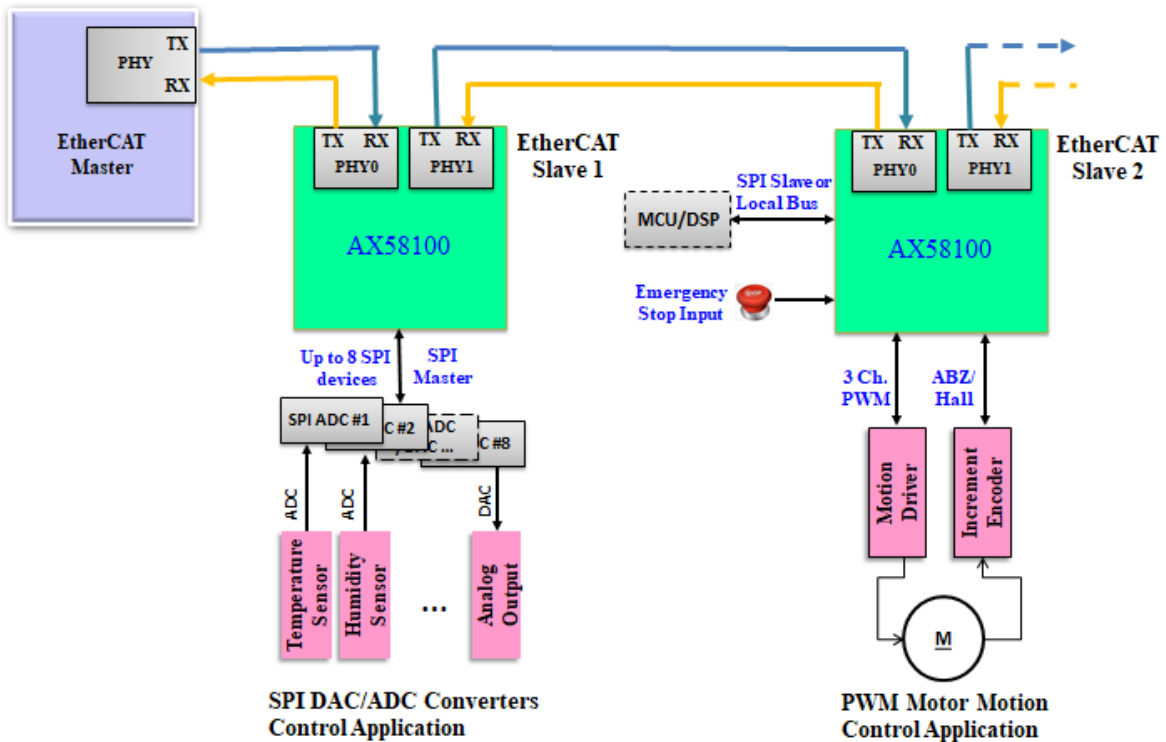 TX
PHY
RX
EtherCAT
Master
TX RX
PHY0
TX RX
PHY1
EtherCAT
Slave 1
AX58100
TX RX
PHY0
TX RX
PHY1
EtherCAT
Slave 2
AX58100
SPI Slave or
Local Bus
MCU/DSP
Emergency
Stop Input
Up to 8 SPI
devices
SPI
Master
3 Ch.
PWM
ABZ/
Hall
SPI ADC #1
C #2
ADC
C #8
ADC
ADC
DAC
Temperature
Sensor
Humidity
Sensor
...
Analog
Output
Motion
Driver
Increment
Encoder
M
SPI DAC/ADC Converters
Control Application
PWM Motor Motion
Control Application